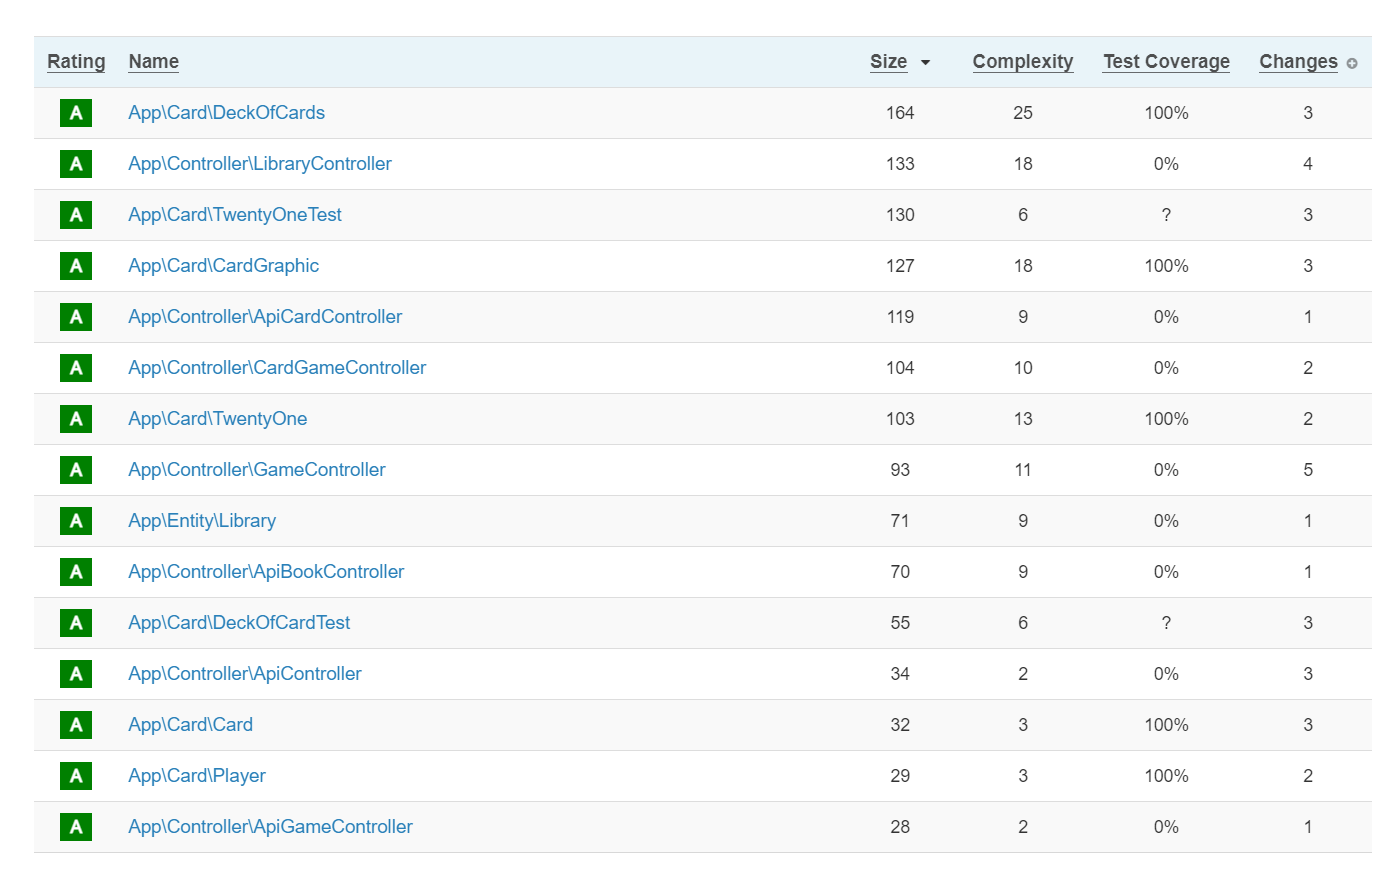 Rating Name Size Complexity Test Coverage Changes
A App\Card\DeckOfCards 164 25 100% 3
A App\Controller\LibraryController 133 18 0% 4
A App\Card\TwentyOneTest 130 6 ? 3
A App\Card\CardGraphic 127 18 100% 3
A App\Controller\ApiCardController 119 9 0% 1
A App\Controller\CardGameController 104 10 0% 2
A App\Card\TwentyOne 103 13 100% 2
A App\Controller\GameController 93 11 0% 5
A App\Entity\Library 71 9 0% 1
A App\Controller\ApiBookController 70 9 0% 1
A App\Card\DeckOfCardTest 55 6 ? 3
A App\Controller\ApiController 34 2 0% 3
A App\Card\Card 32 3 100% 3
A App\Card\Player 29 3 100% 2
A App\Controller\ApiGameController 28 2 0% 1